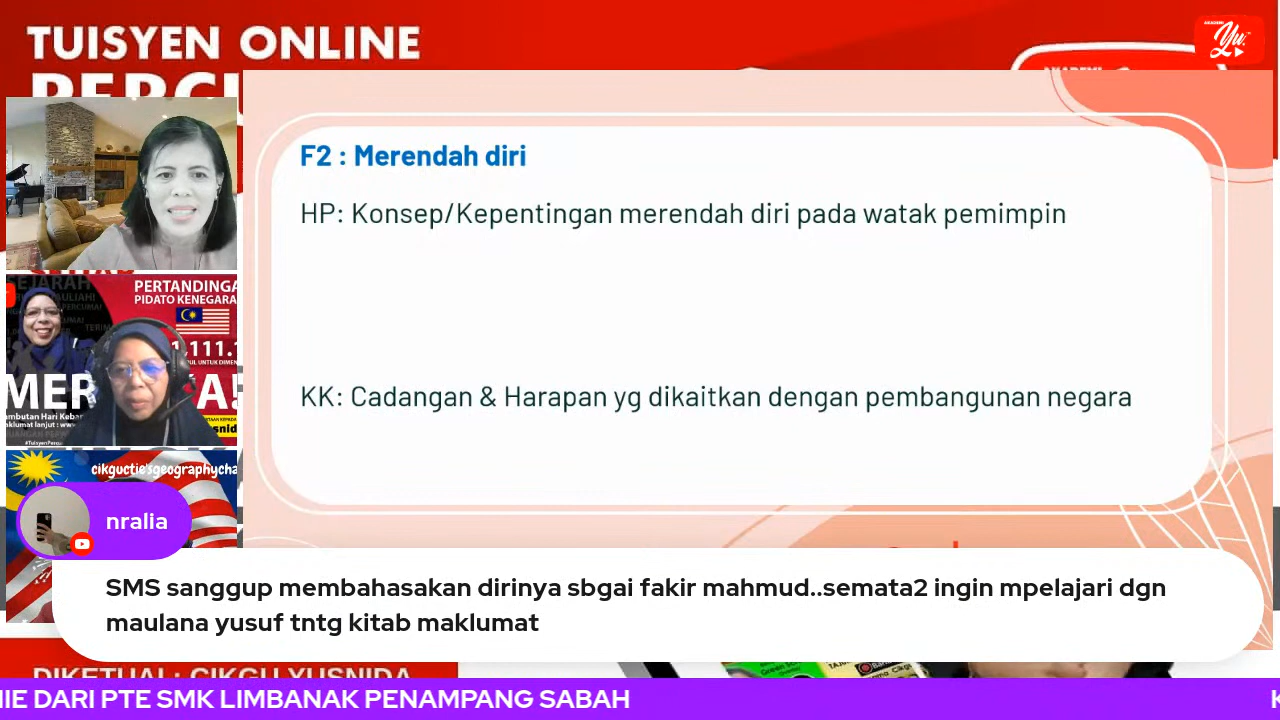 TUISYEN ONLINE
F2 : Merendah diri
HP: Konsep/Kepentingan merendah diri pada watak pemimpin
KK: Cadangan & Harapan yg dikaitkan dengan pembangunan negara
PERTANDINGA
PIDATO KENEGARA
cikguctie'sgeographycha
nralia
SMS sanggup membahasakan dirinya sbgai fakir mahmud..semata2 ingin mpelajari dgn
maulana yusuf tntg kitab maklumat
DIKETUAI: CIKGU YUSNIDA
NIE DARI PTE SMK LIMBANAK PENAMPANG SABAH